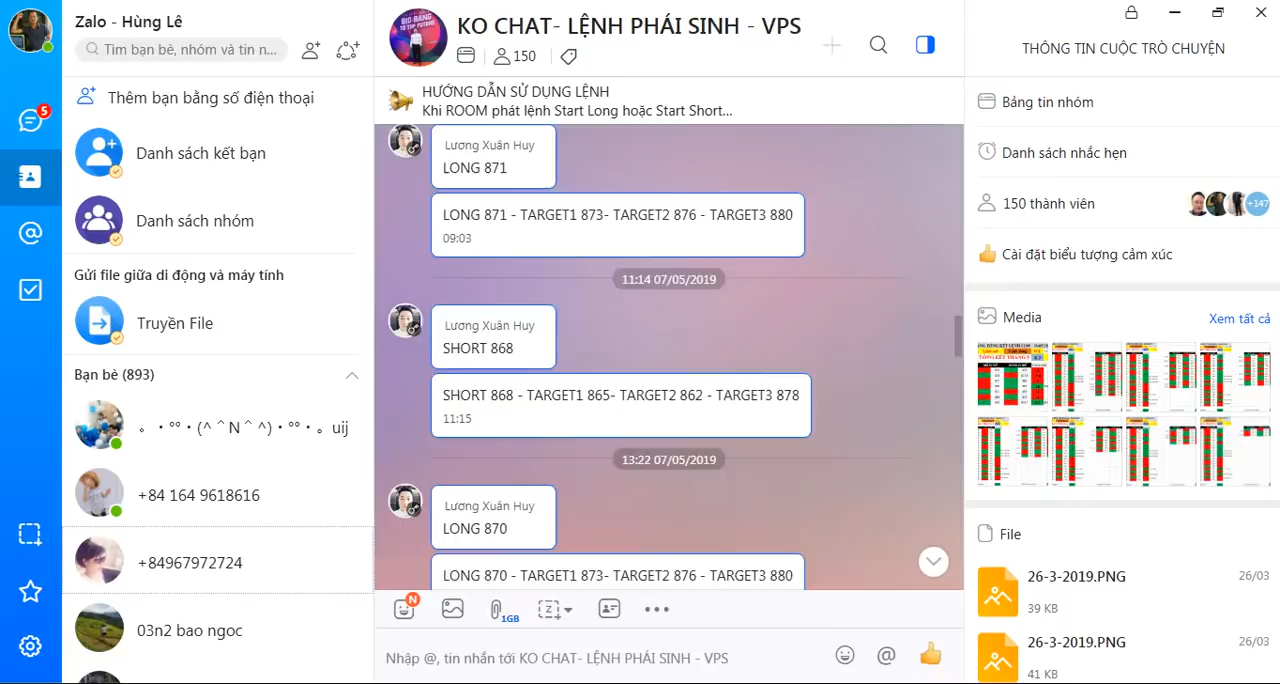 Zalo - Hùng Lê
Tìm bạn bè, nhóm và tin n...
5
Thêm bạn bằng số điện thoại
Danh sách kết bạn
Danh sách nhóm
Gửi file giữa di động và máy tính
Truyền File
Bạn bè (893)
。・°°・(^＾N＾^)・°°・。uij
+84 164 9618616
+84967972724
03n2 bao ngoc
BIG-BANG
KO CHAT- LỆNH PHÁI SINH - VPS
150
HƯỚNG DẪN SỬ DỤNG LỆNH
Khi ROOM phát lệnh Start Long hoặc Start Short...
Lương Xuân Huy
LONG 871
LONG 871 - TARGET1 873- TARGET2 876 - TARGET3 880
09:03
11:14 07/05/2019
Lương Xuân Huy
SHORT 868
SHORT 868 - TARGET1 865- TARGET2 862 - TARGET3 878
11:15
13:22 07/05/2019
Lương Xuân Huy
LONG 870
LONG 870 - TARGET1 873- TARGET2 876 - TARGET3 880
N
1GB
Nhập @, tin nhắn tới KO CHAT- LỆNH PHÁI SINH - VPS
THÔNG TIN CUỘC TRÒ CHUYỆN
Bảng tin nhóm
Danh sách nhắc hẹn
150 thành viên
+147
Cài đặt biểu tượng cảm xúc
Media
Xem tất cả
TỔNG KẾT THÁNG 5
File
26-3-2019.PNG
26/03
39 KB
26-3-2019.PNG
26/03
41 KB